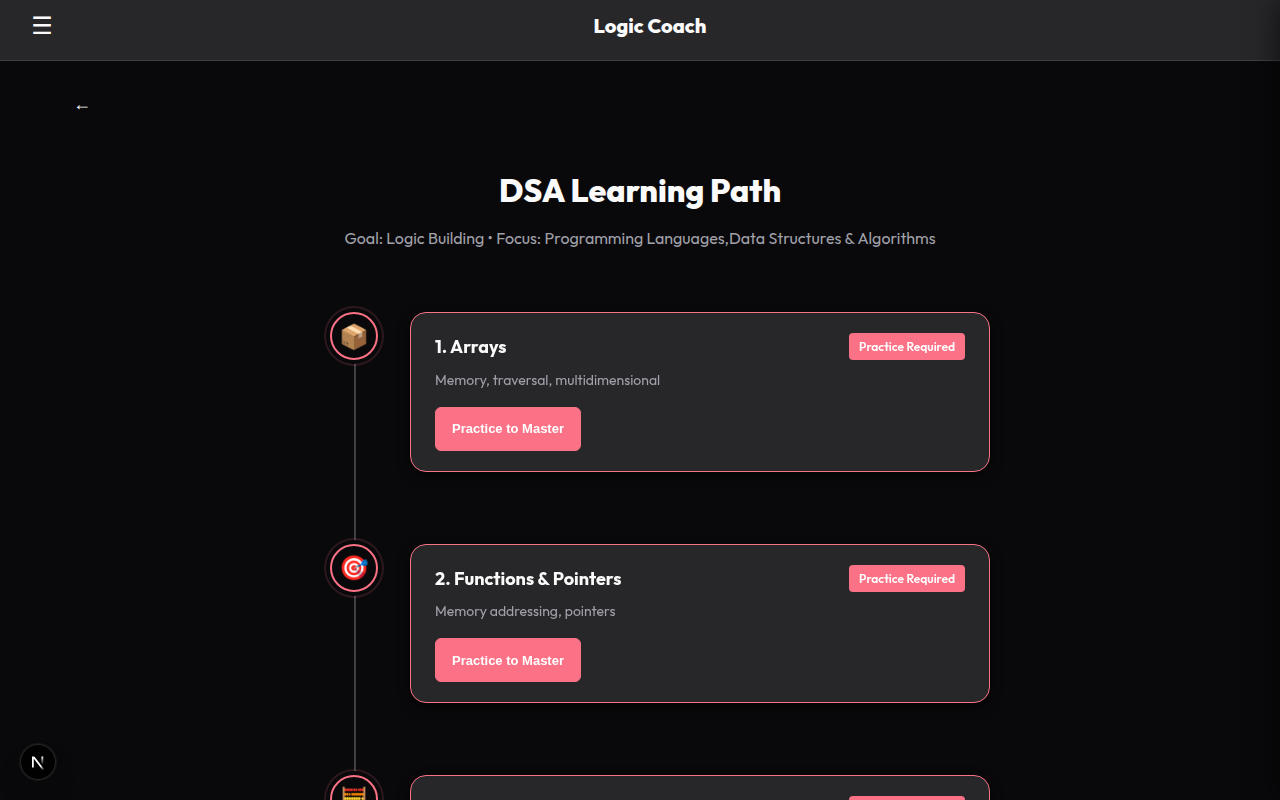 ☰
Logic Coach
←
DSA Learning Path
Goal: Logic Building • Focus: Programming Languages,Data Structures & Algorithms
1. Arrays
Practice Required
Memory, traversal, multidimensional
Practice to Master
2. Functions & Pointers
Practice Required
Memory addressing, pointers
Practice to Master
N